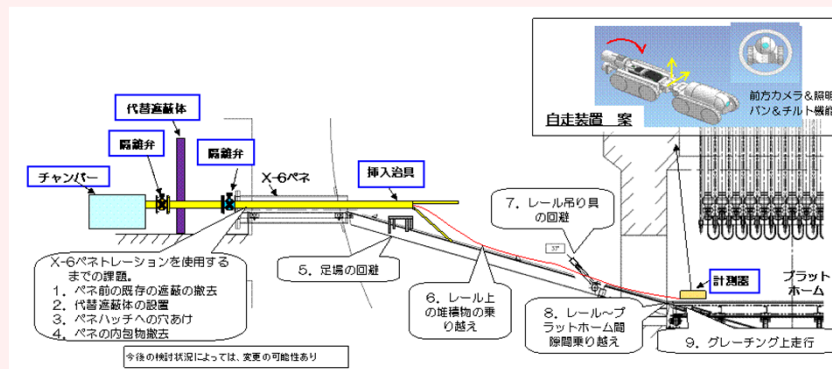 前方カメラ&照明
パン&チルト機能
自走装置 案
代替遮蔽体
隔離弁
隔離弁
X-6ペネ
挿入治具
チャンバー
7. レール吊り具
の回避
X-6ペネトレーションを使用する
までの課題。
1. ペネ前の既存の遮蔽の撤去
2. 代替遮蔽体の設置
3. ペネハッチへの穴あけ
4. ペネの内包物撤去
5. 足場の回避
6. レール上
の堆積物の乗
り越え
計測器
プラット
ホーム
8. レール~プ
ラットホーム間
隙間乗り越え
9. グレーチング上走行
今後の検討状況によっては、変更の可能性あり